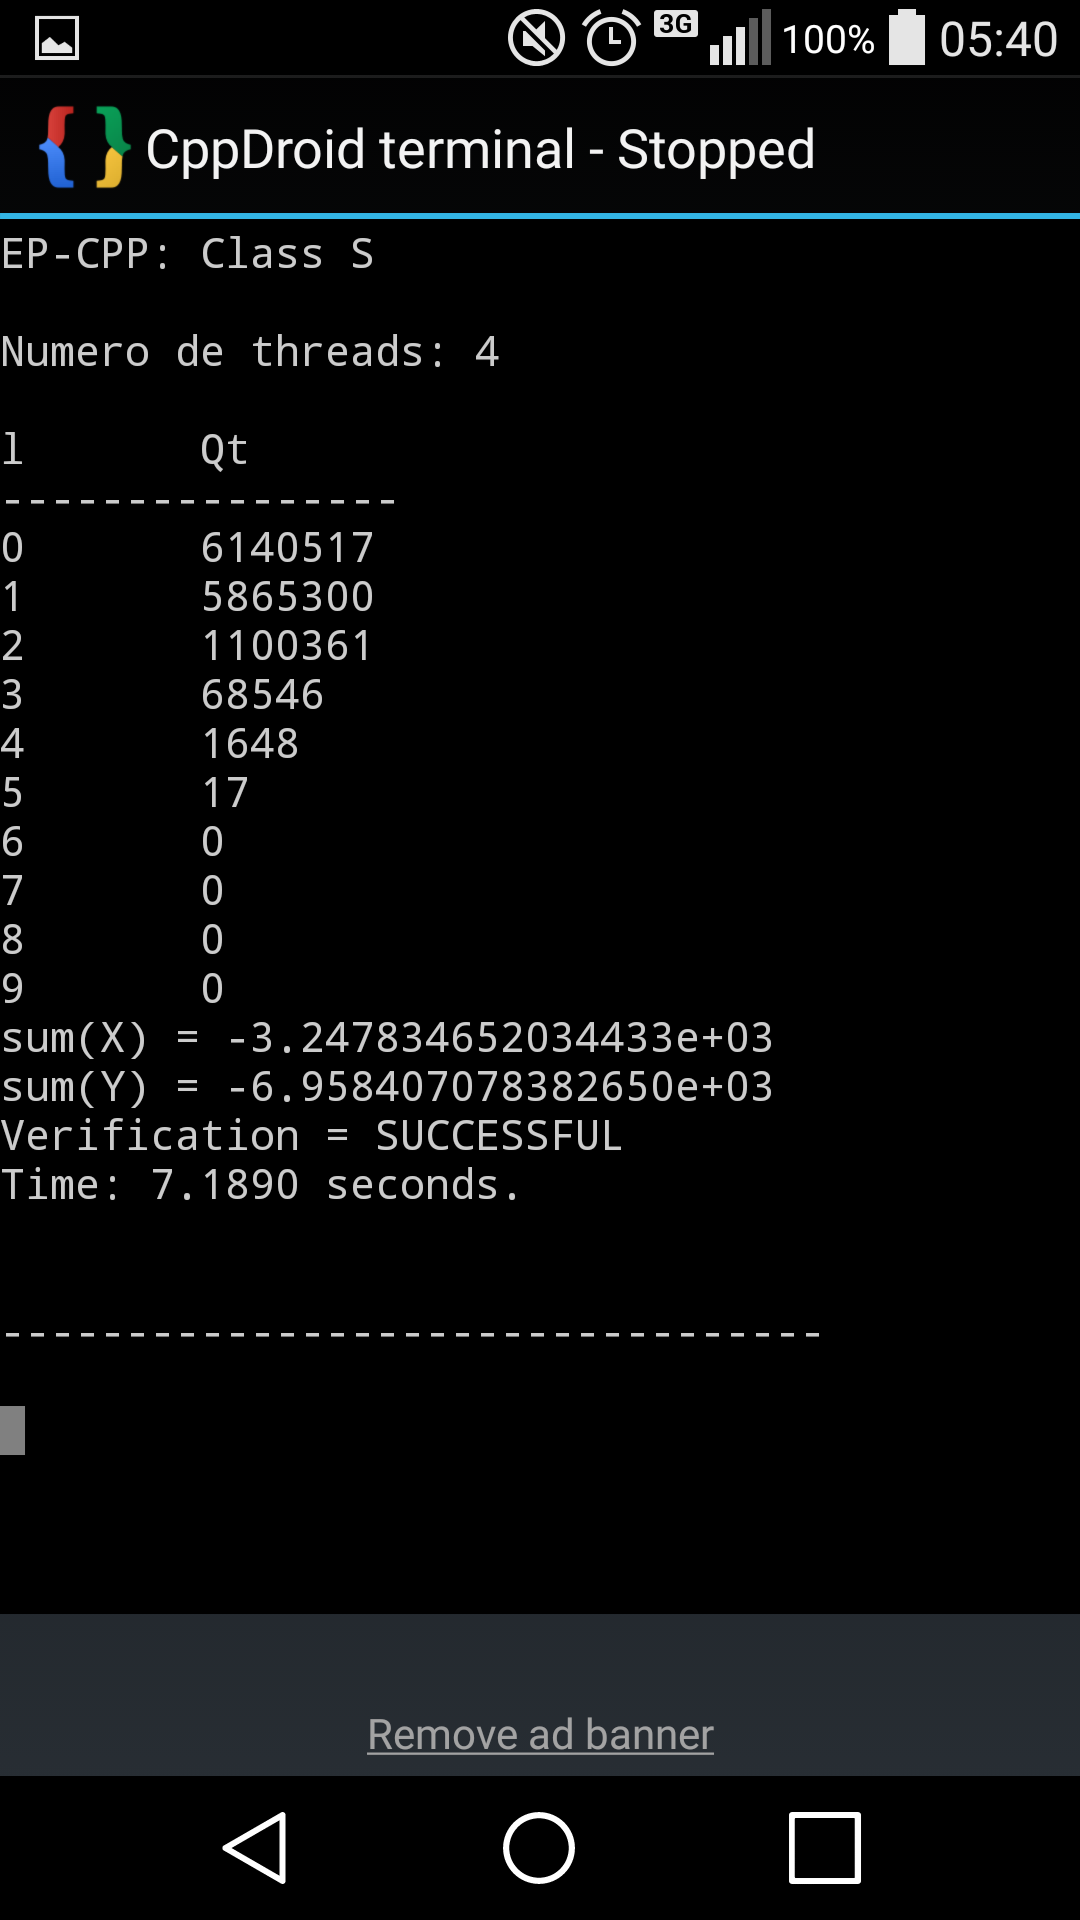 3G 100% 05:40
CppDroid terminal - Stopped
EP-CPP: Class S
Numero de threads: 4
l Qt
----------------
0 6140517
1 5865300
2 1100361
3 68546
4 1648
5 17
6 0
7 0
8 0
9 0
sum(X) = -3.247834652034433e+03
sum(Y) = -6.958407078382650e+03
Verification = SUCCESSFUL
Time: 7.1890 seconds.
---------------------------------
Remove ad banner